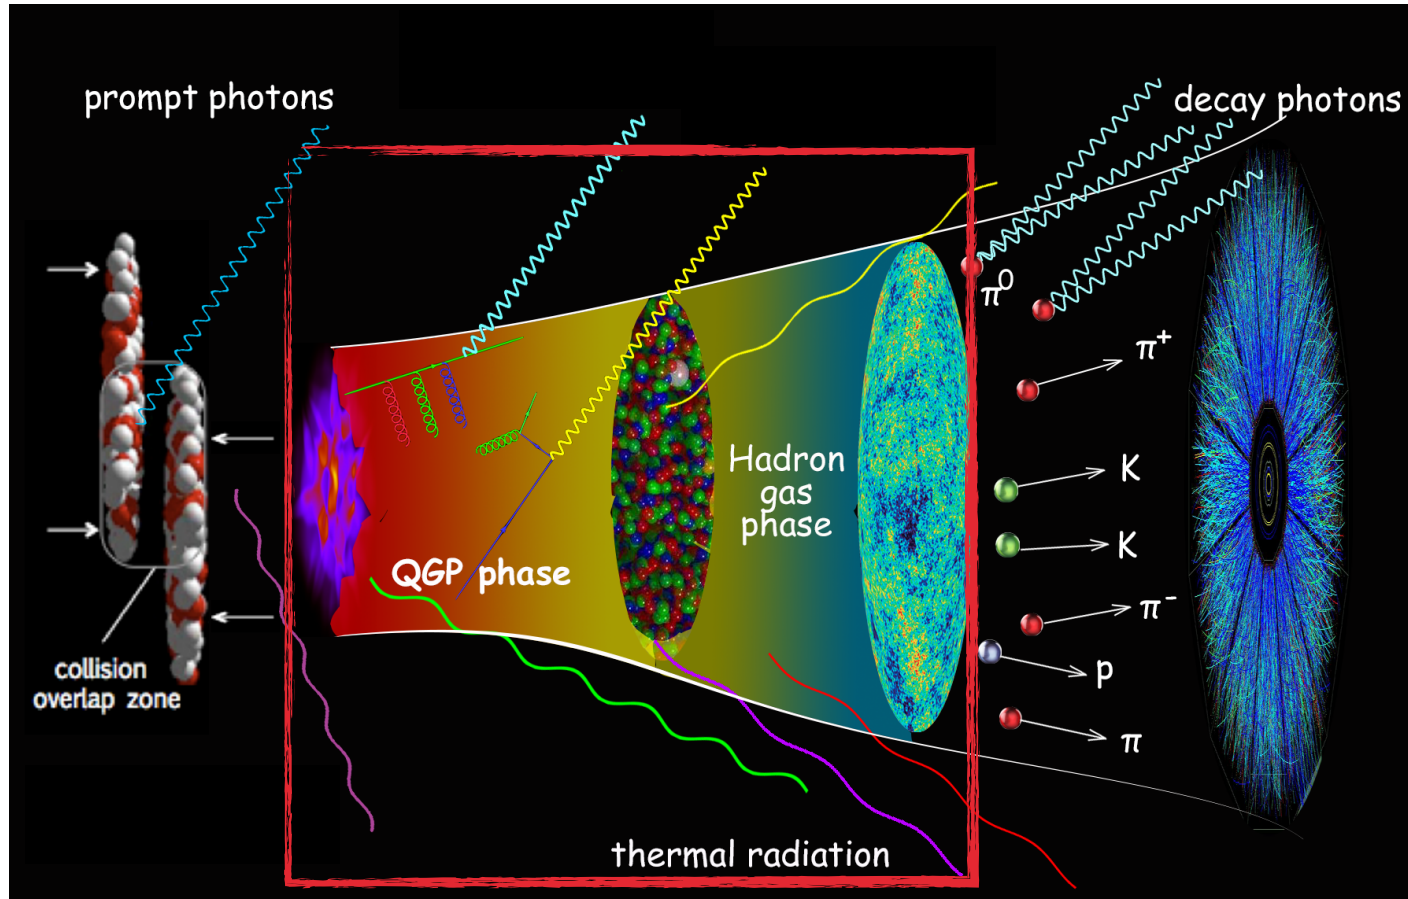 prompt photons
decay photons
π⁰
π⁺
K
Hadron
gas
phase
K
QGP phase
π⁻
collision
overlap zone
p
π
thermal radiation